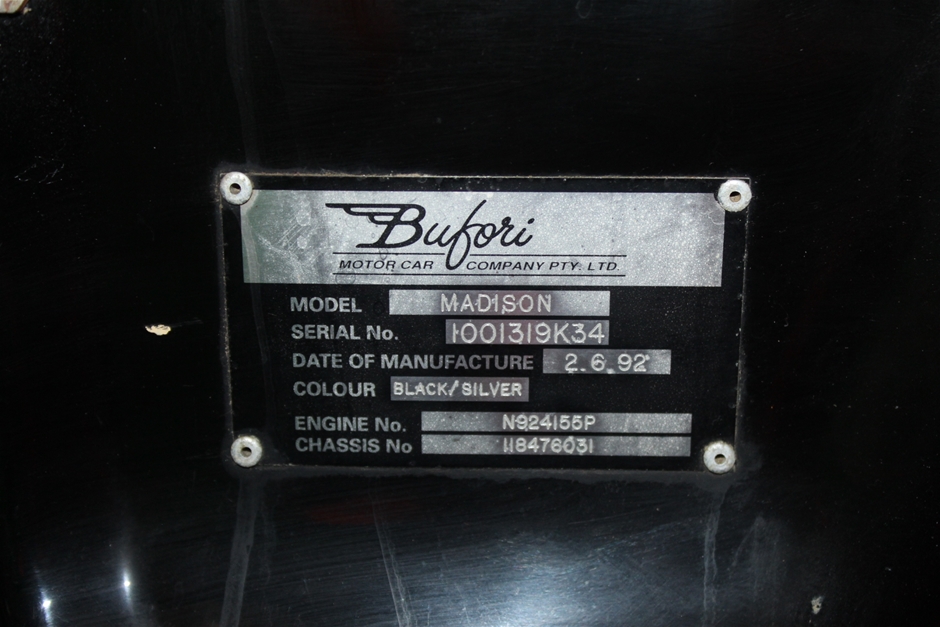 Bufori
MOTOR CAR COMPANY PTY. LTD.
MODEL MADISON
SERIAL No. 1001319K34
DATE OF MANUFACTURE 2.6.92
COLOUR BLACK/SILVER
ENGINE No. N924155P
CHASSIS No 118476031